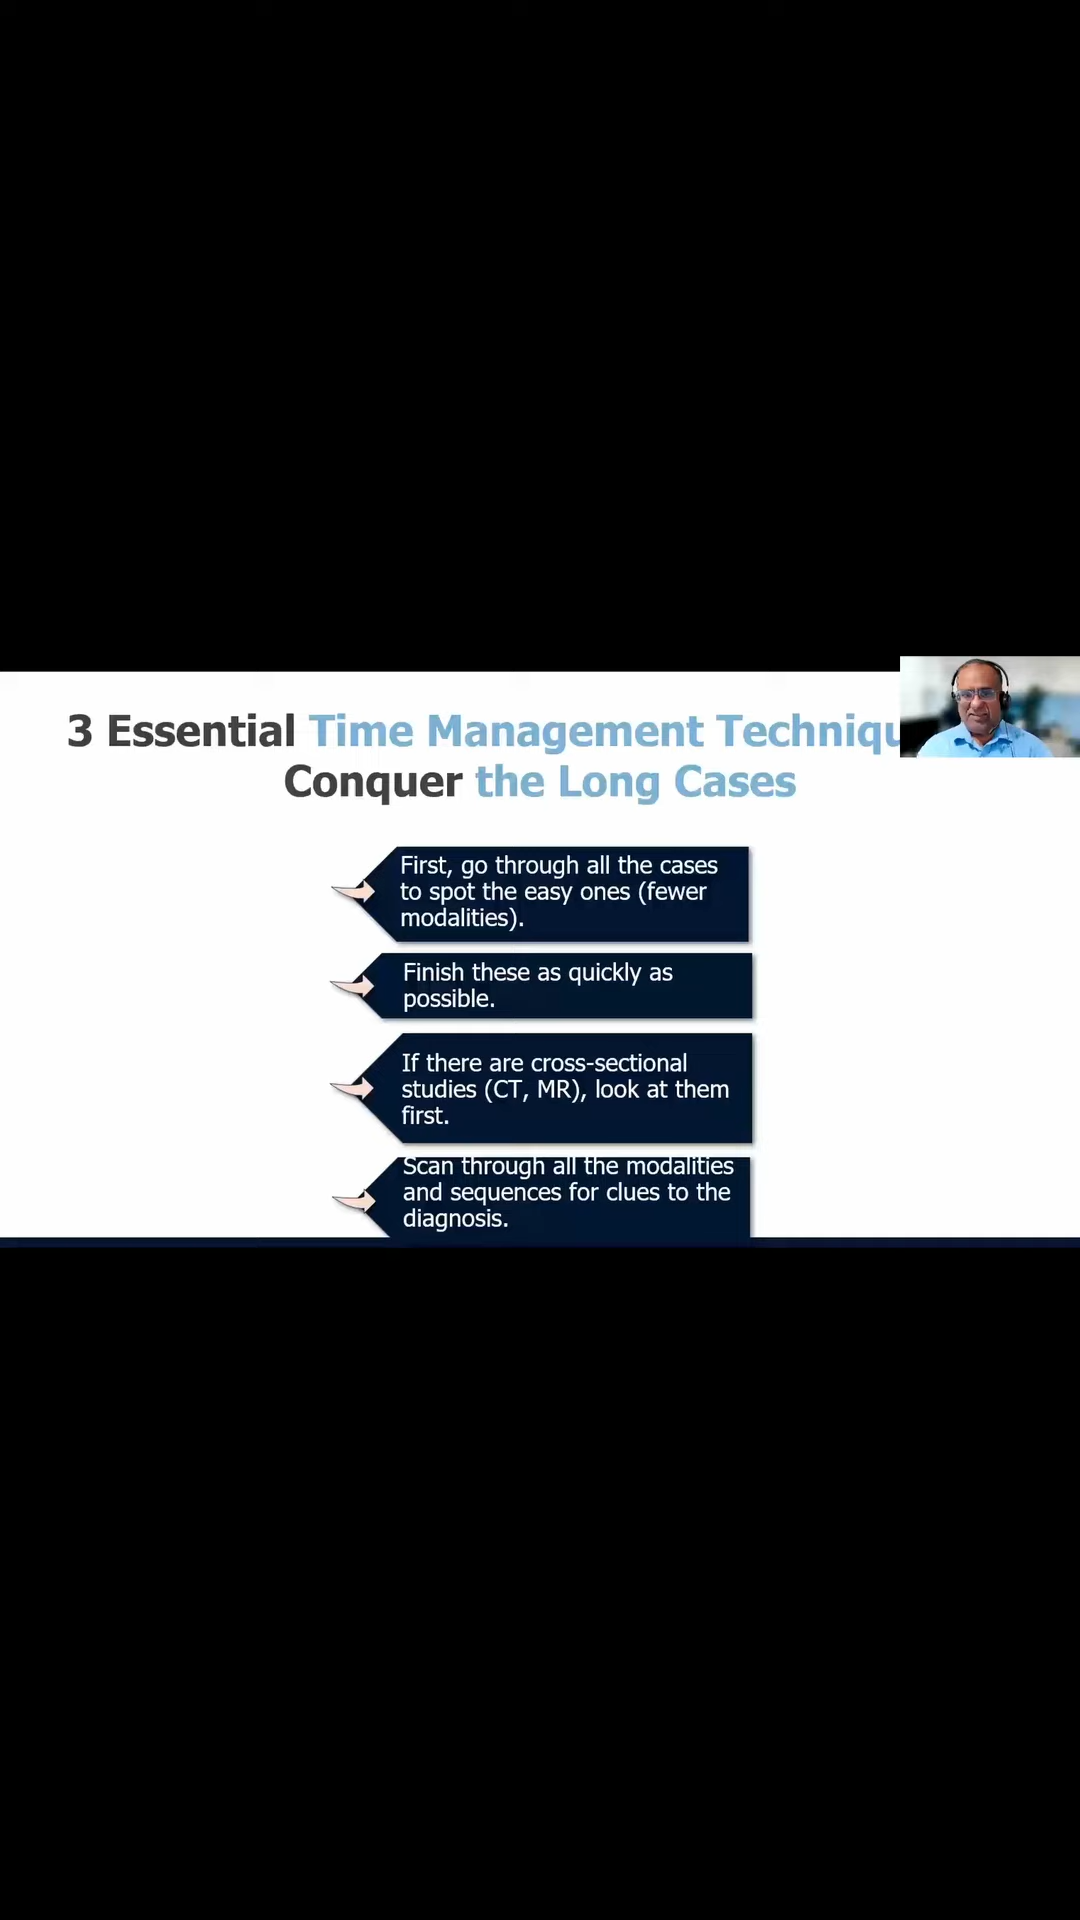 3 Essential Time Management
Conquer the Long Cases
First, go through all the cases
to spot the easy ones (fewer
modalities).
Finish these as quickly as
possible.
If there are cross-sectional
studies (CT, MR), look at them
first.
Scan through all the modalities
and sequences for clues to the
diagnosis.